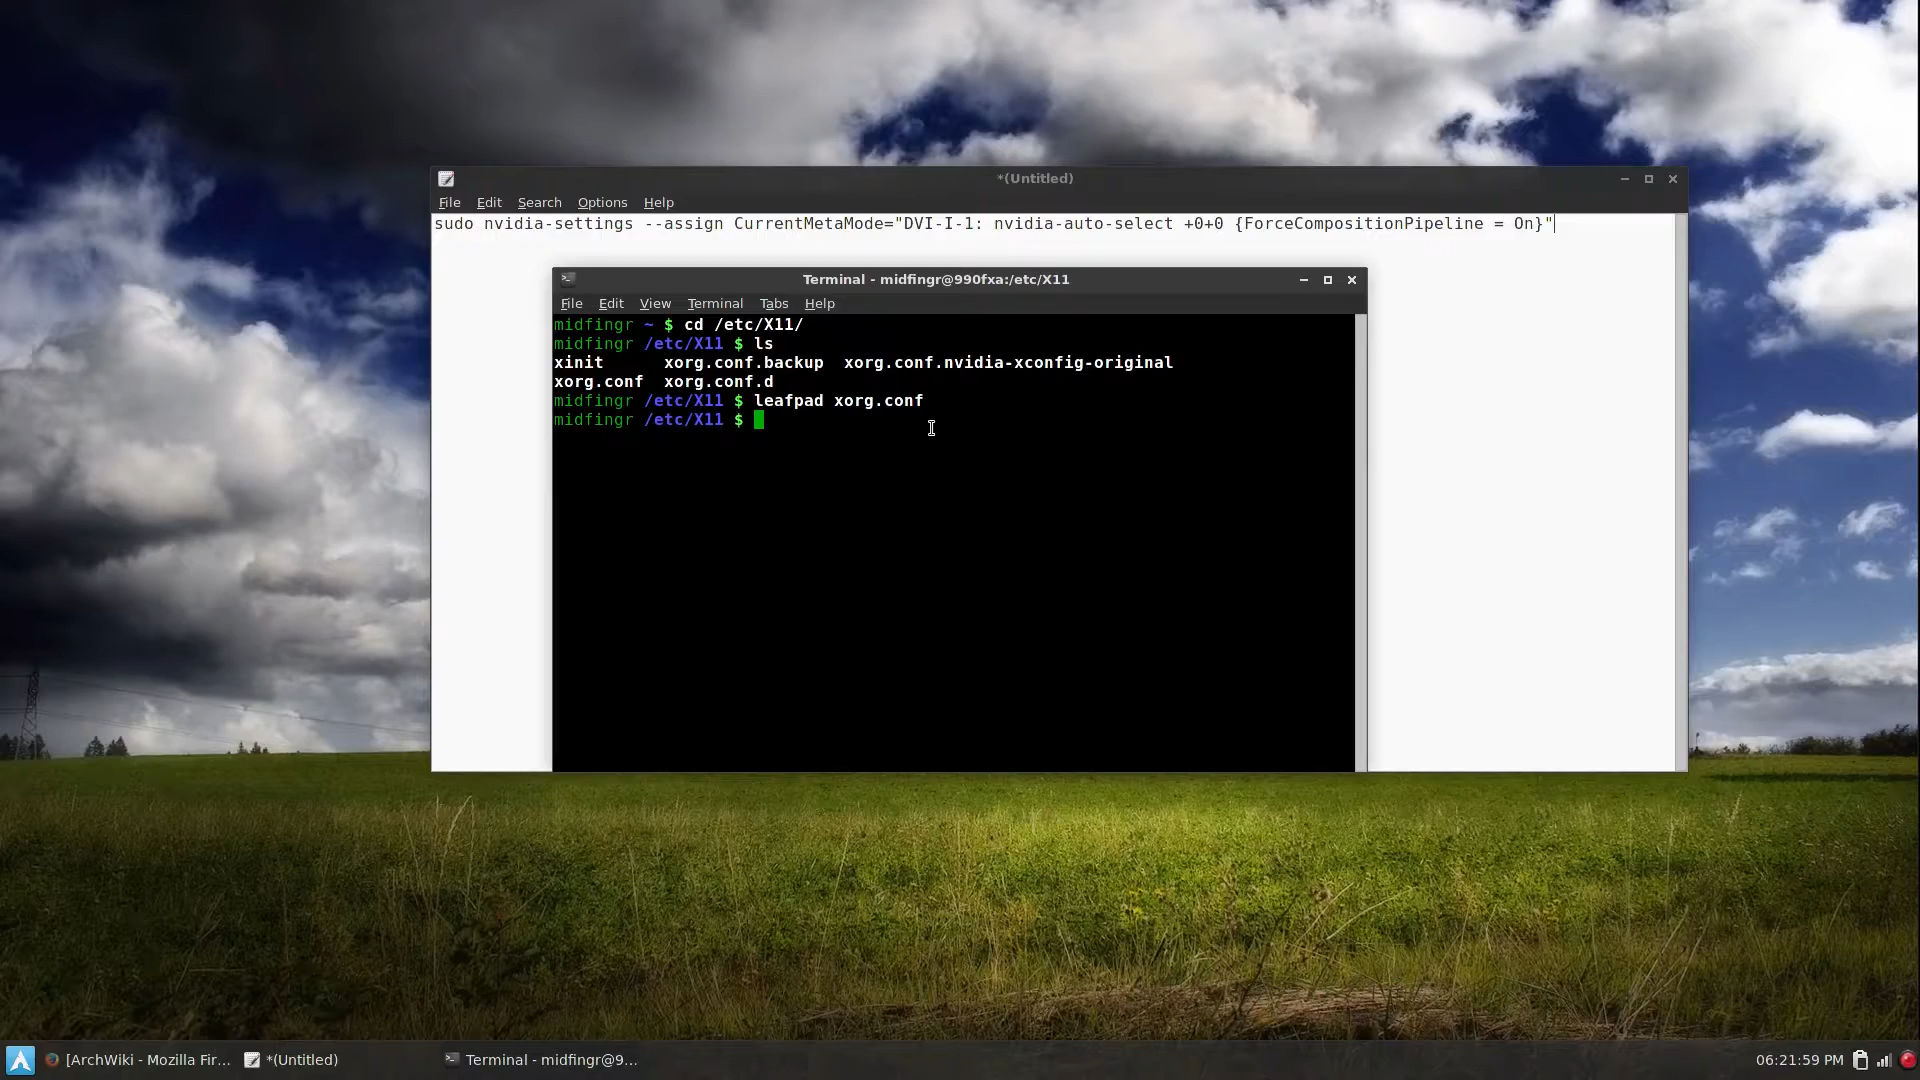 *(Untitled)
File Edit Search Options Help
sudo nvidia-settings --assign CurrentMetaMode="DVI-I-1: nvidia-auto-select +0+0 {ForceCompositionPipeline = On}"
Terminal - midfingr@990fxa:/etc/X11
File Edit View Terminal Tabs Help
midfingr ~ $ cd /etc/X11/
midfingr /etc/X11 $ ls
xinit xorg.conf.backup xorg.conf.nvidia-xconfig-original
xorg.conf xorg.conf.d
midfingr /etc/X11 $ leafpad xorg.conf
midfingr /etc/X11 $
[ArchWiki - Mozilla Fir... *(Untitled) Terminal - midfingr@9... 06:21:59 PM